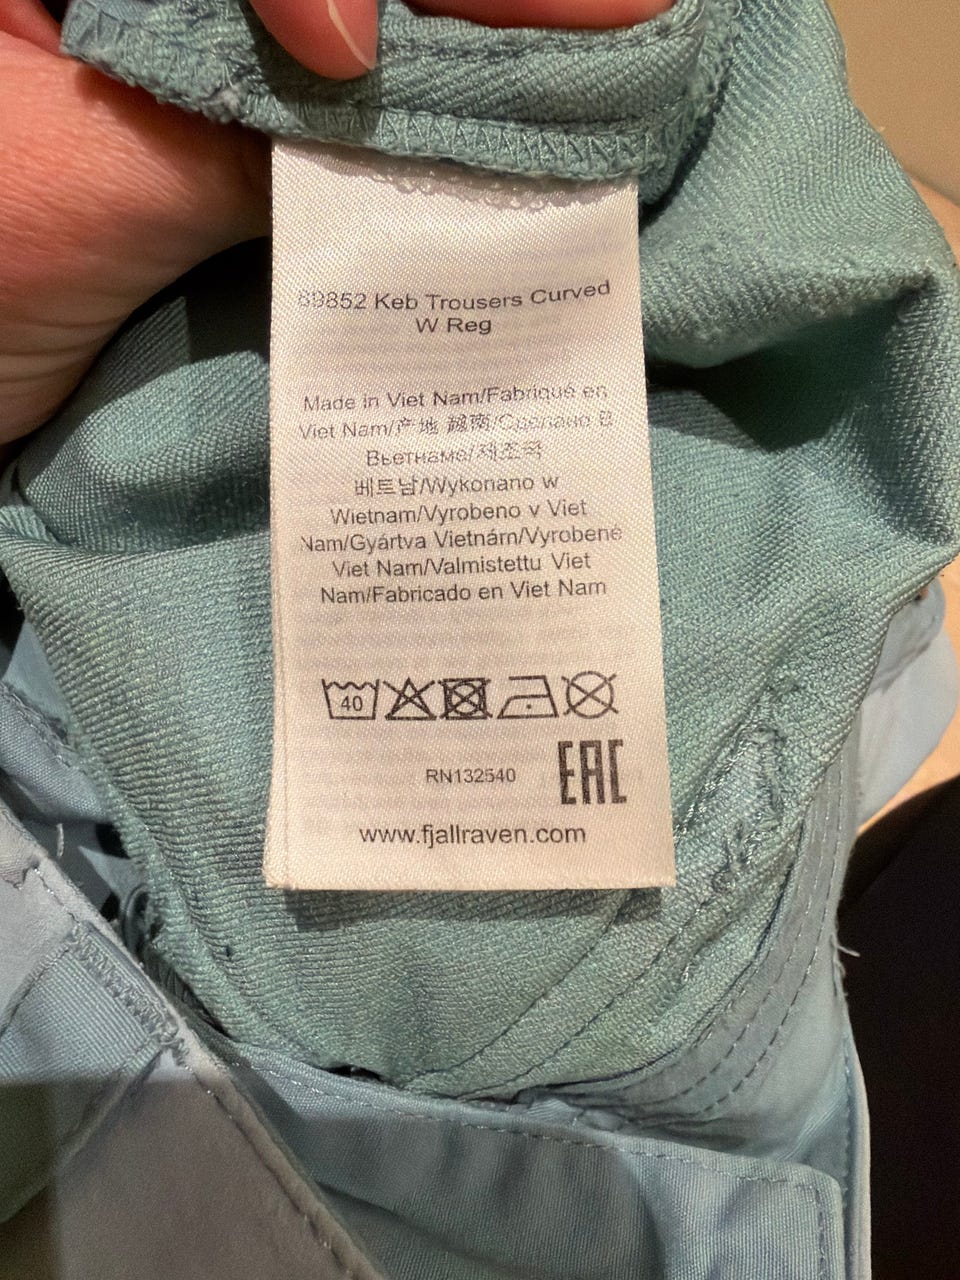 89852 Keb Trousers Curved
W Reg
Made in Viet Nam/Fabriqué en
Viet Nam/产地 越南/Сделано В
Вьетнаме/제조국
베트남/Wykonano w
Wietnam/Vyrobeno v Viet
Nam/Gyártva Vietnám/Vyrobené
Viet Nam/Valmistettu Viet
Nam/Fabricado en Viet Nam
40
RN132540
EAC
www.fjallraven.com